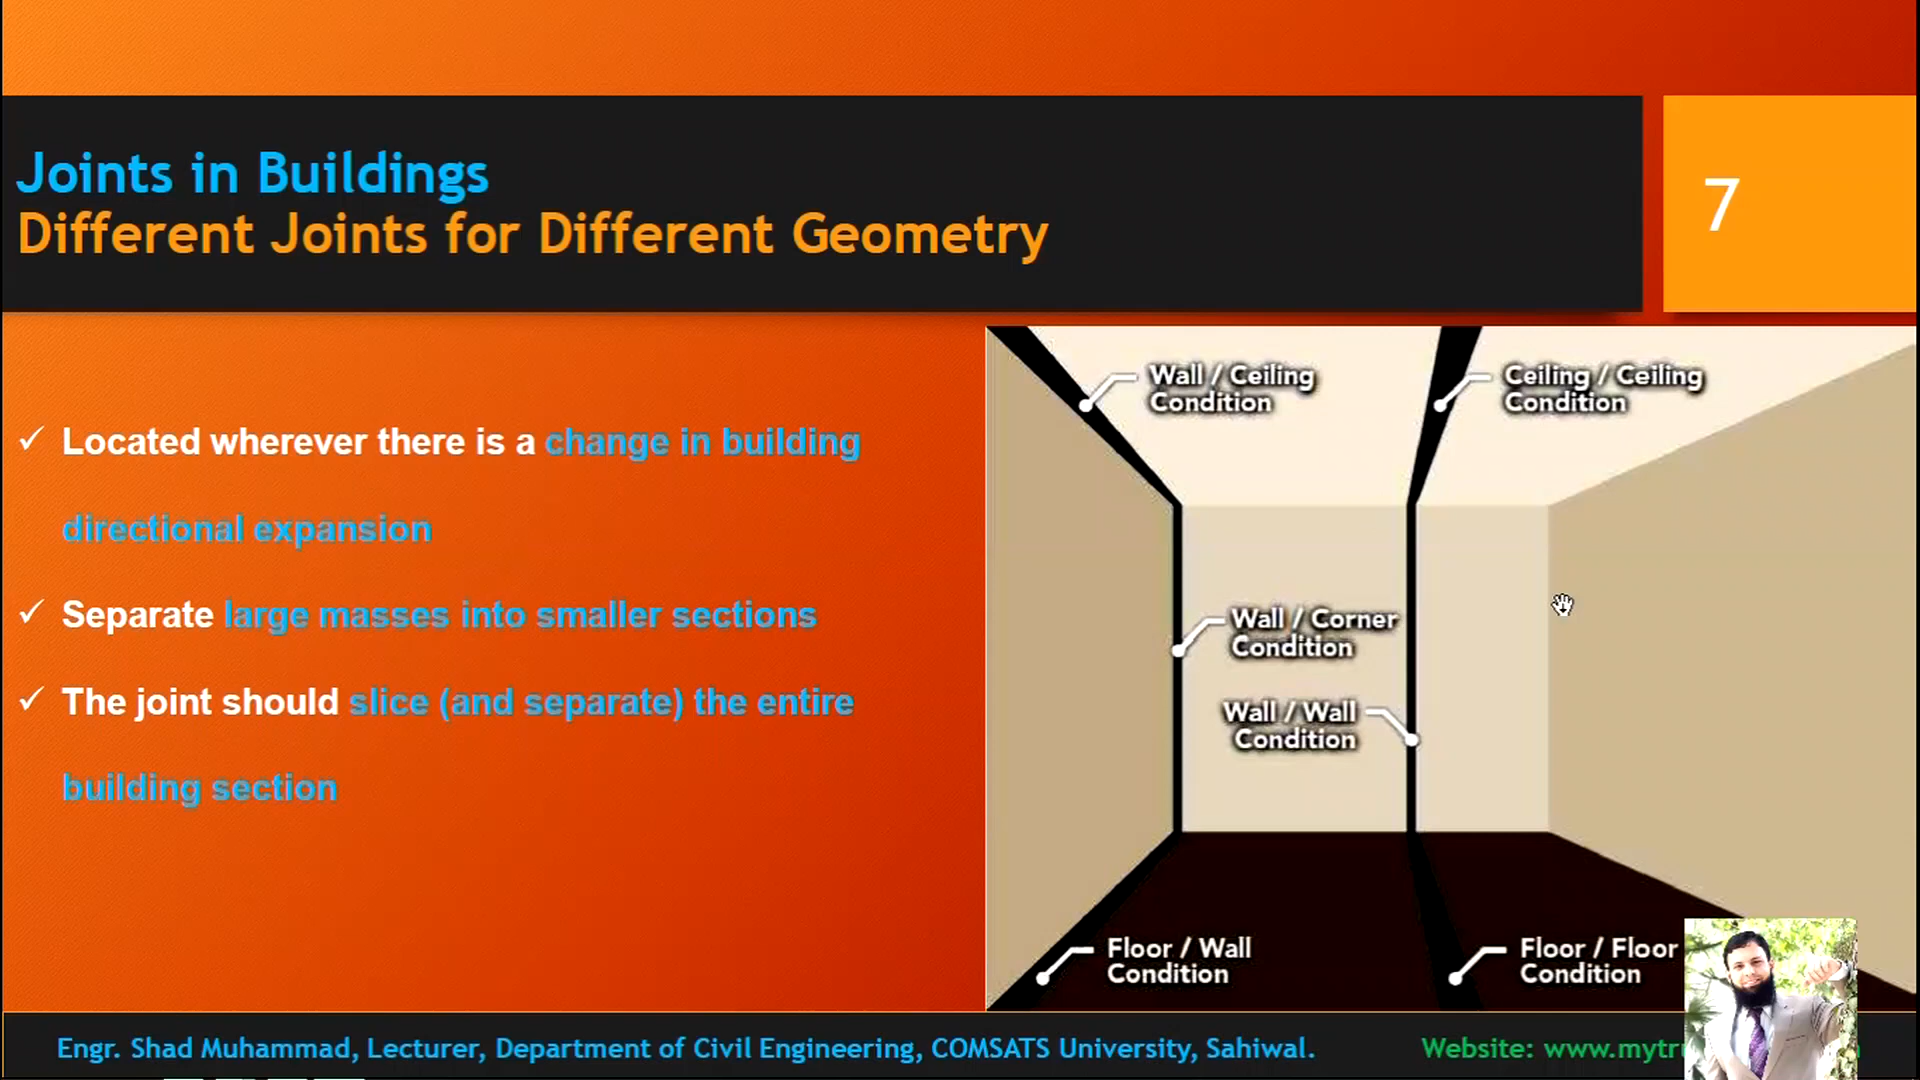 Joints in Buildings
Different Joints for Different Geometry
7
✓ Located wherever there is a change in building
directional expansion
✓ Separate large masses into smaller sections
✓ The joint should slice (and separate) the entire
building section
Wall / Ceiling
Condition
Ceiling / Ceiling
Condition
Wall / Corner
Condition
Wall / Wall
Condition
Floor / Wall
Condition
Floor / Floor
Condition
Engr. Shad Muhammad, Lecturer, Department of Civil Engineering, COMSATS University, Sahiwal.
Website: